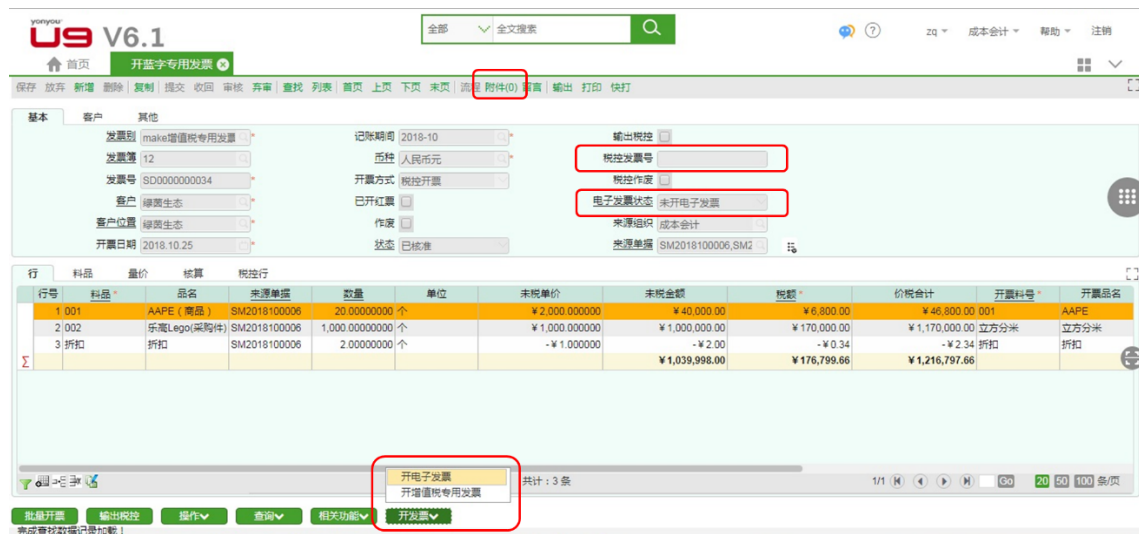 yonyou
U9 V6.1
全部 全文搜索
zq 成本会计 帮助 注销
首页 开蓝字专用发票
保存 放弃 新增 删除 复制 提交 收回 审核 弃审 查找 列表 首页 上页 下页 末页 流程 附件(0) 留言 输出 打印 快打
基本 客户 其他
发票别 make增值税专用发票 * 记账期间 2018-10 * 输出税控
发票簿 12 币种 人民币元 * 税控发票号
发票号 SD0000000034 * 开票方式 税控开票 税控作废
客户 绿茵生态 * 已开红票 电子发票状态 未开电子发票
客户位置 绿茵生态 * 作废 来源组织 成本会计
开票日期 2018.10.25 * 状态 已核准 来源单据 SM2018100006,SM2
行 料品 量价 核算 税控行
行号 料品* 品名 来源单据 数量 单位 未税单价 未税金额 税额* 价税合计 开票料号* 开票品名
1 001 AAPE（商品） SM2018100006 20.00000000 个 ¥2,000.000000 ¥40,000.00 ¥6,800.00 ¥46,800.00 001 AAPE
2 002 乐高Lego(采购件) SM2018100006 1,000.00000000 个 ¥1,000.000000 ¥1,000,000.00 ¥170,000.00 ¥1,170,000.00 立方分米 立方分米
3 折扣 折扣 SM2018100006 2.00000000 个 -¥1.000000 -¥2.00 -¥0.34 -¥2.34 折扣 折扣
Σ ¥1,039,998.00 ¥176,799.66 ¥1,216,797.66
开电子发票
开增值税专用发票
共计：3 条 1/1 Go 20 50 100 条/页
批量开票 输出税控 操作 查询 相关功能 开发票
完成查找数据记录加载！